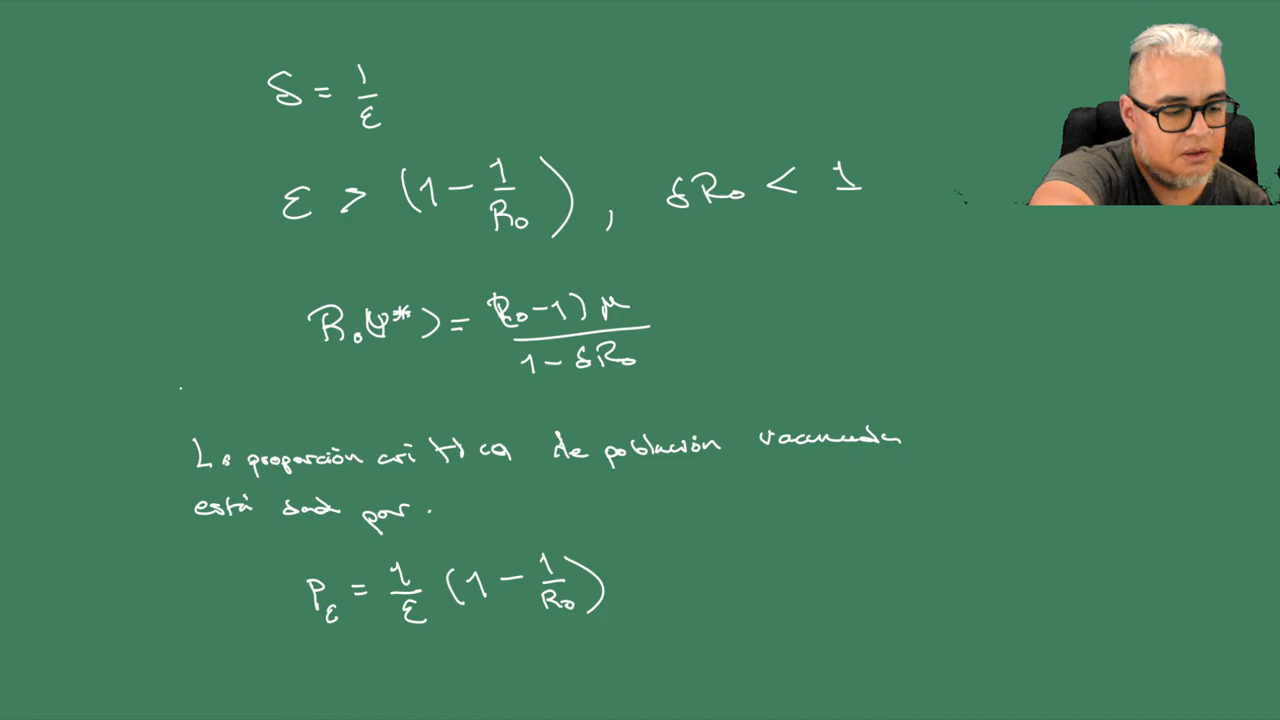 δ = 1/ε
ε > (1 - 1/R₀), δR₀ < 1
R₀(φ*) = (R₀-1)μ / (1 - δR₀)
La proporción crítica de población vacunada
está dada por.
P_ε = 1/ε (1 - 1/R₀)